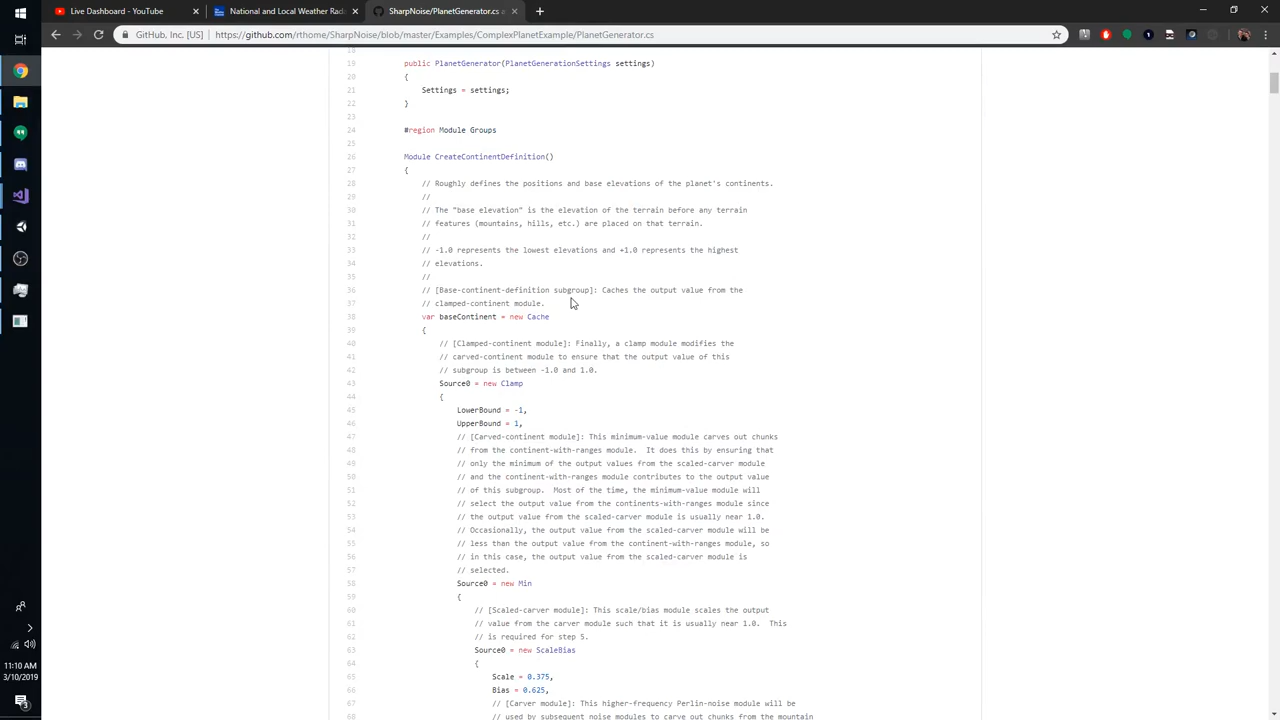 Live Dashboard - YouTube
National and Local Weather Rada
SharpNoise/PlanetGenerator.cs a
GitHub, Inc. [US]
https://github.com/rthome/SharpNoise/blob/master/Examples/ComplexPlanetExample/PlanetGenerator.cs
18
19 public PlanetGenerator(PlanetGenerationSettings settings)
20 {
21 Settings = settings;
22 }
23
24 #region Module Groups
25
26 Module CreateContinentDefinition()
27 {
28 // Roughly defines the positions and base elevations of the planet's continents.
29 //
30 // The "base elevation" is the elevation of the terrain before any terrain
31 // features (mountains, hills, etc.) are placed on that terrain.
32 //
33 // -1.0 represents the lowest elevations and +1.0 represents the highest
34 // elevations.
35 //
36 // [Base-continent-definition subgroup]: Caches the output value from the
37 // clamped-continent module.
38 var baseContinent = new Cache
39 {
40 // [Clamped-continent module]: Finally, a clamp module modifies the
41 // carved-continent module to ensure that the output value of this
42 // subgroup is between -1.0 and 1.0.
43 Source0 = new Clamp
44 {
45 LowerBound = -1,
46 UpperBound = 1,
47 // [Carved-continent module]: This minimum-value module carves out chunks
48 // from the continent-with-ranges module.  It does this by ensuring that
49 // only the minimum of the output values from the scaled-carver module
50 // and the continent-with-ranges module contributes to the output value
51 // of this subgroup.  Most of the time, the minimum-value module will
52 // select the output value from the continents-with-ranges module since
53 // the output value from the scaled-carver module is usually near 1.0.
54 // Occasionally, the output value from the scaled-carver module will be
55 // less than the output value from the continent-with-ranges module, so
56 // in this case, the output value from the scaled-carver module is
57 // selected.
58 Source0 = new Min
59 {
60 // [Scaled-carver module]: This scale/bias module scales the output
61 // value from the carver module such that it is usually near 1.0.  This
62 // is required for step 5.
63 Source0 = new ScaleBias
64 {
65 Scale = 0.375,
66 Bias = 0.625,
67 // [Carver module]: This higher-frequency Perlin-noise module will be
68 // used by subsequent noise modules to carve out chunks from the mountain
11:10 AM
3/10/2019